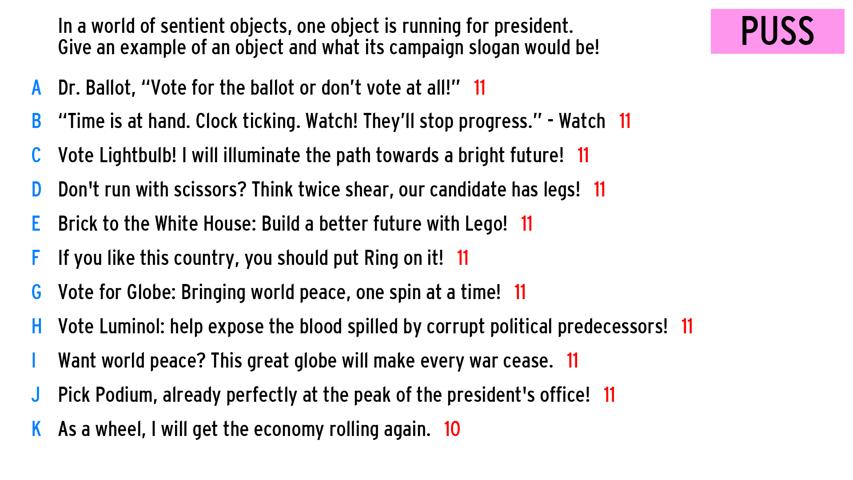 In a world of sentient objects, one object is running for president.
Give an example of an object and what its campaign slogan would be!
PUSS
A Dr. Ballot, “Vote for the ballot or don’t vote at all!” 11
B “Time is at hand. Clock ticking. Watch! They’ll stop progress.” - Watch 11
C Vote Lightbulb! I will illuminate the path towards a bright future! 11
D Don't run with scissors? Think twice shear, our candidate has legs! 11
E Brick to the White House: Build a better future with Lego! 11
F If you like this country, you should put Ring on it! 11
G Vote for Globe: Bringing world peace, one spin at a time! 11
H Vote Luminol: help expose the blood spilled by corrupt political predecessors! 11
I Want world peace? This great globe will make every war cease. 11
J Pick Podium, already perfectly at the peak of the president's office! 11
K As a wheel, I will get the economy rolling again. 10